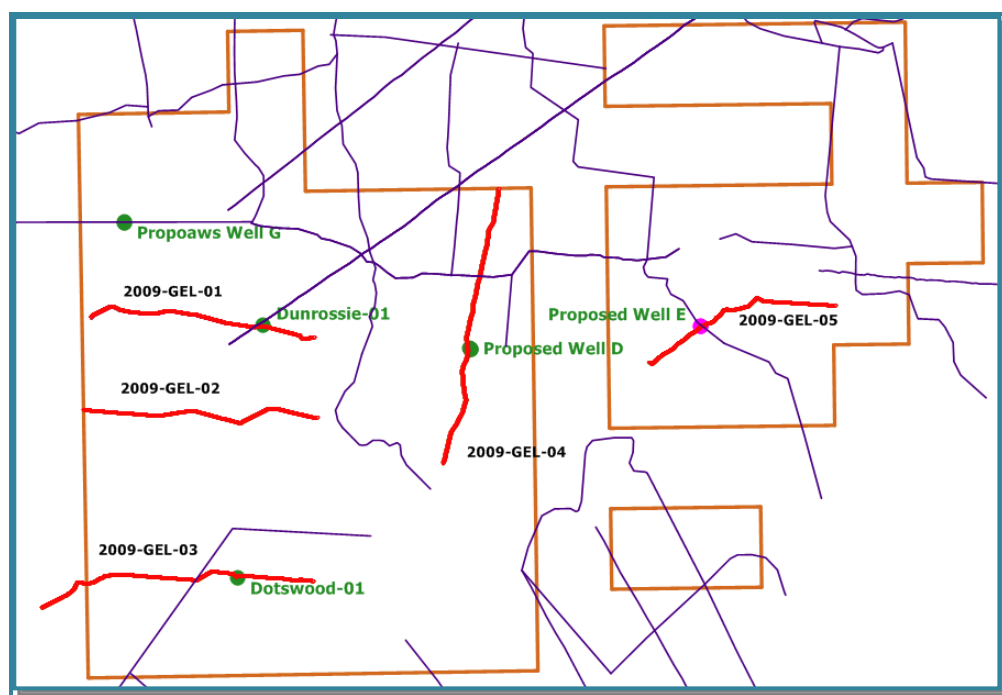 Propoaws Well G
2009-GEL-01
Dunrossie-01
Proposed Well E
2009-GEL-05
Proposed Well D
2009-GEL-02
2009-GEL-04
2009-GEL-03
Dotswood-01